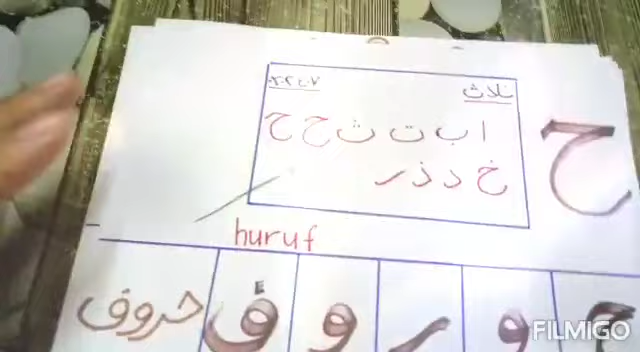 ثلاث
ا ب ت ث ج ح
خ د ذ ر
ح
huruf
ح و ر و ف حروف
FILMIGO